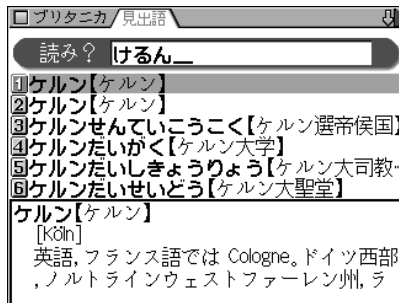 ブリタニカ 見出語
読み? けるん
1 ケルン【ケルン】
2 ケルン【ケルン】
3 ケルンせんていこうこく【ケルン選帝侯国】
4 ケルンだいがく【ケルン大学】
5 ケルンだいしきょうりょう【ケルン大司教…
6 ケルンだいせいどう【ケルン大聖堂】
ケルン【ケルン】
[Köln]
英語,フランス語では Cologne。ドイツ西部
,ノルトラインウェストファーレン州,ラ